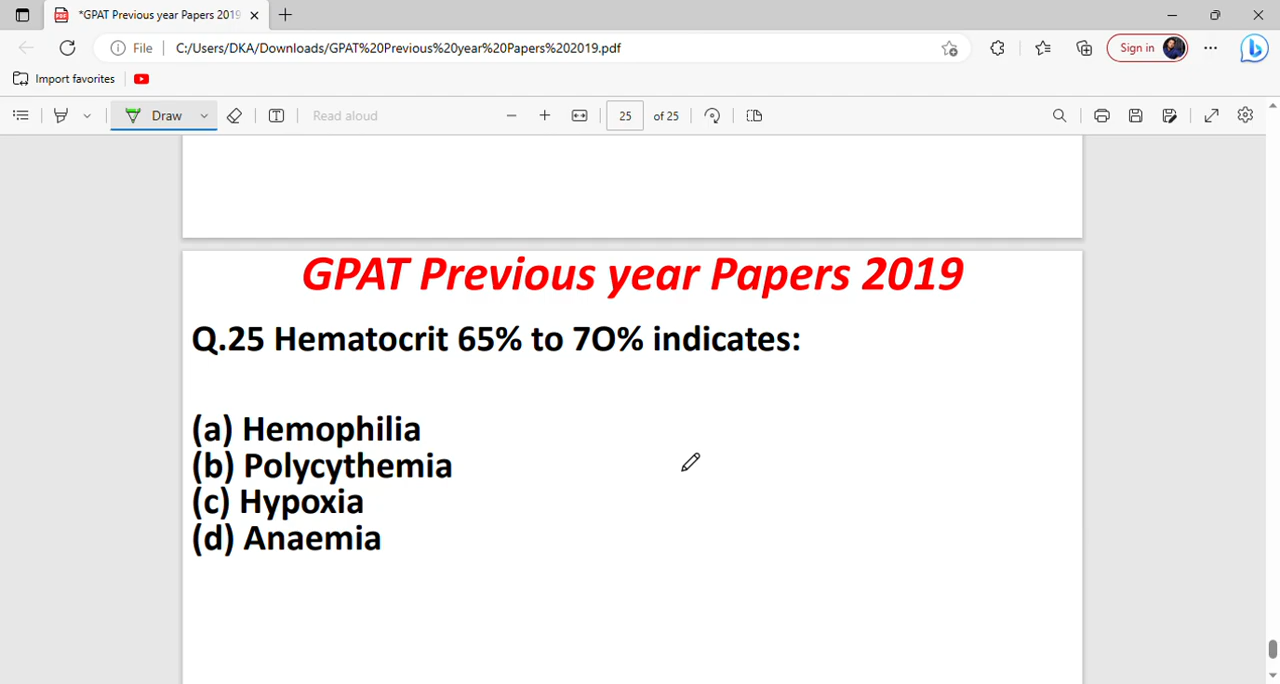 *GPAT Previous year Papers 2019
File
C:/Users/DKA/Downloads/GPAT%20Previous%20year%20Papers%202019.pdf
Sign in
Import favorites
Draw
Read aloud
25
of 25
GPAT Previous year Papers 2019
Q.25 Hematocrit 65% to 7O% indicates:
(a) Hemophilia
(b) Polycythemia
(c) Hypoxia
(d) Anaemia